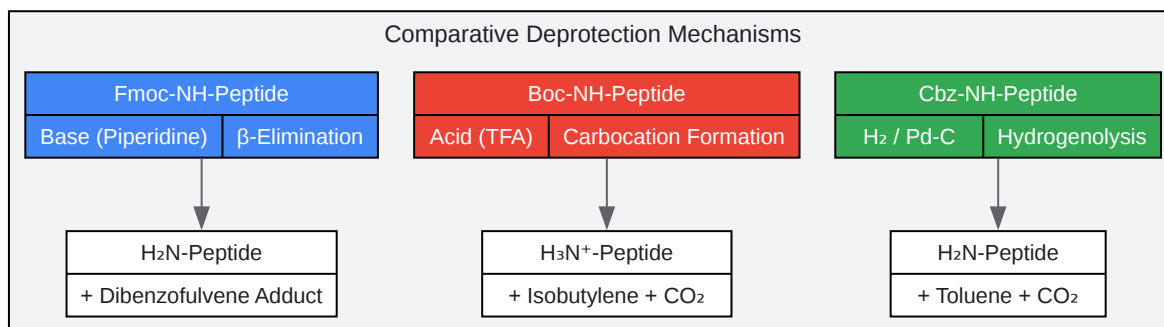 Comparative Deprotection Mechanisms
Fmoc-NH-Peptide
Base (Piperidine)
β-Elimination
Boc-NH-Peptide
Acid (TFA)
Carbocation Formation
Cbz-NH-Peptide
H₂ / Pd-C
Hydrogenolysis
H₂N-Peptide
+ Dibenzofulvene Adduct
H₃N⁺-Peptide
+ Isobutylene + CO₂
H₂N-Peptide
+ Toluene + CO₂